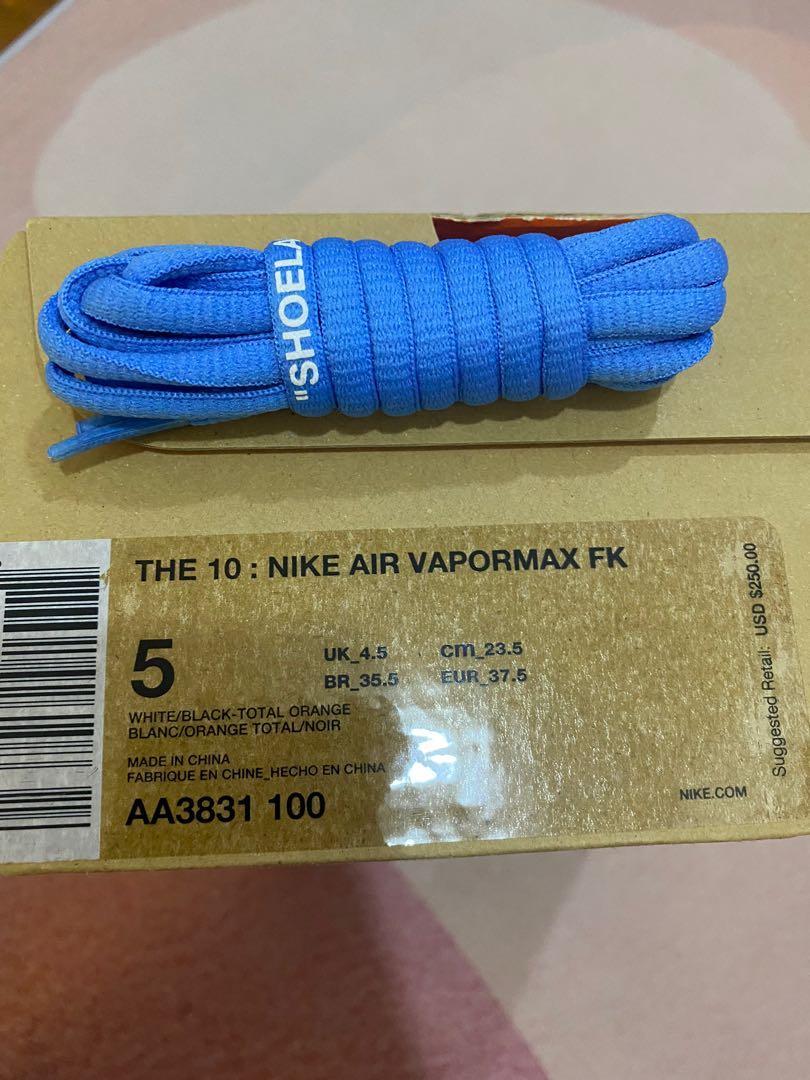 "SHOELA
THE 10 : NIKE AIR VAPORMAX FK
5
UK_4.5 cm_23.5
BR_35.5 EUR_37.5
WHITE/BLACK-TOTAL ORANGE
BLANC/ORANGE TOTAL/NOIR
MADE IN CHINA
FABRIQUE EN CHINE_HECHO EN CHINA
AA3831 100
NIKE.COM
Suggested Retail: USD $250.00